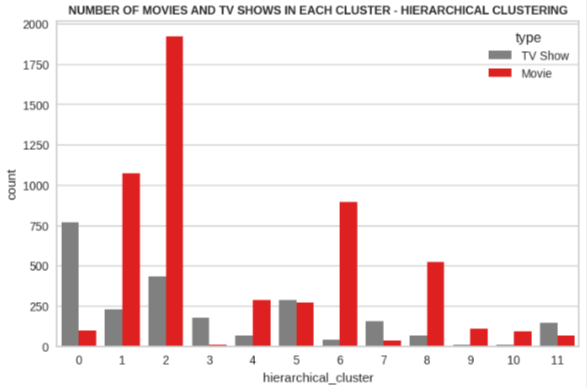 NUMBER OF MOVIES AND TV SHOWS IN EACH CLUSTER - HIERARCHICAL CLUSTERING
type
TV Show
Movie
count
2000
1750
1500
1250
1000
750
500
250
0
0 1 2 3 4 5 6 7 8 9 10 11
hierarchical_cluster